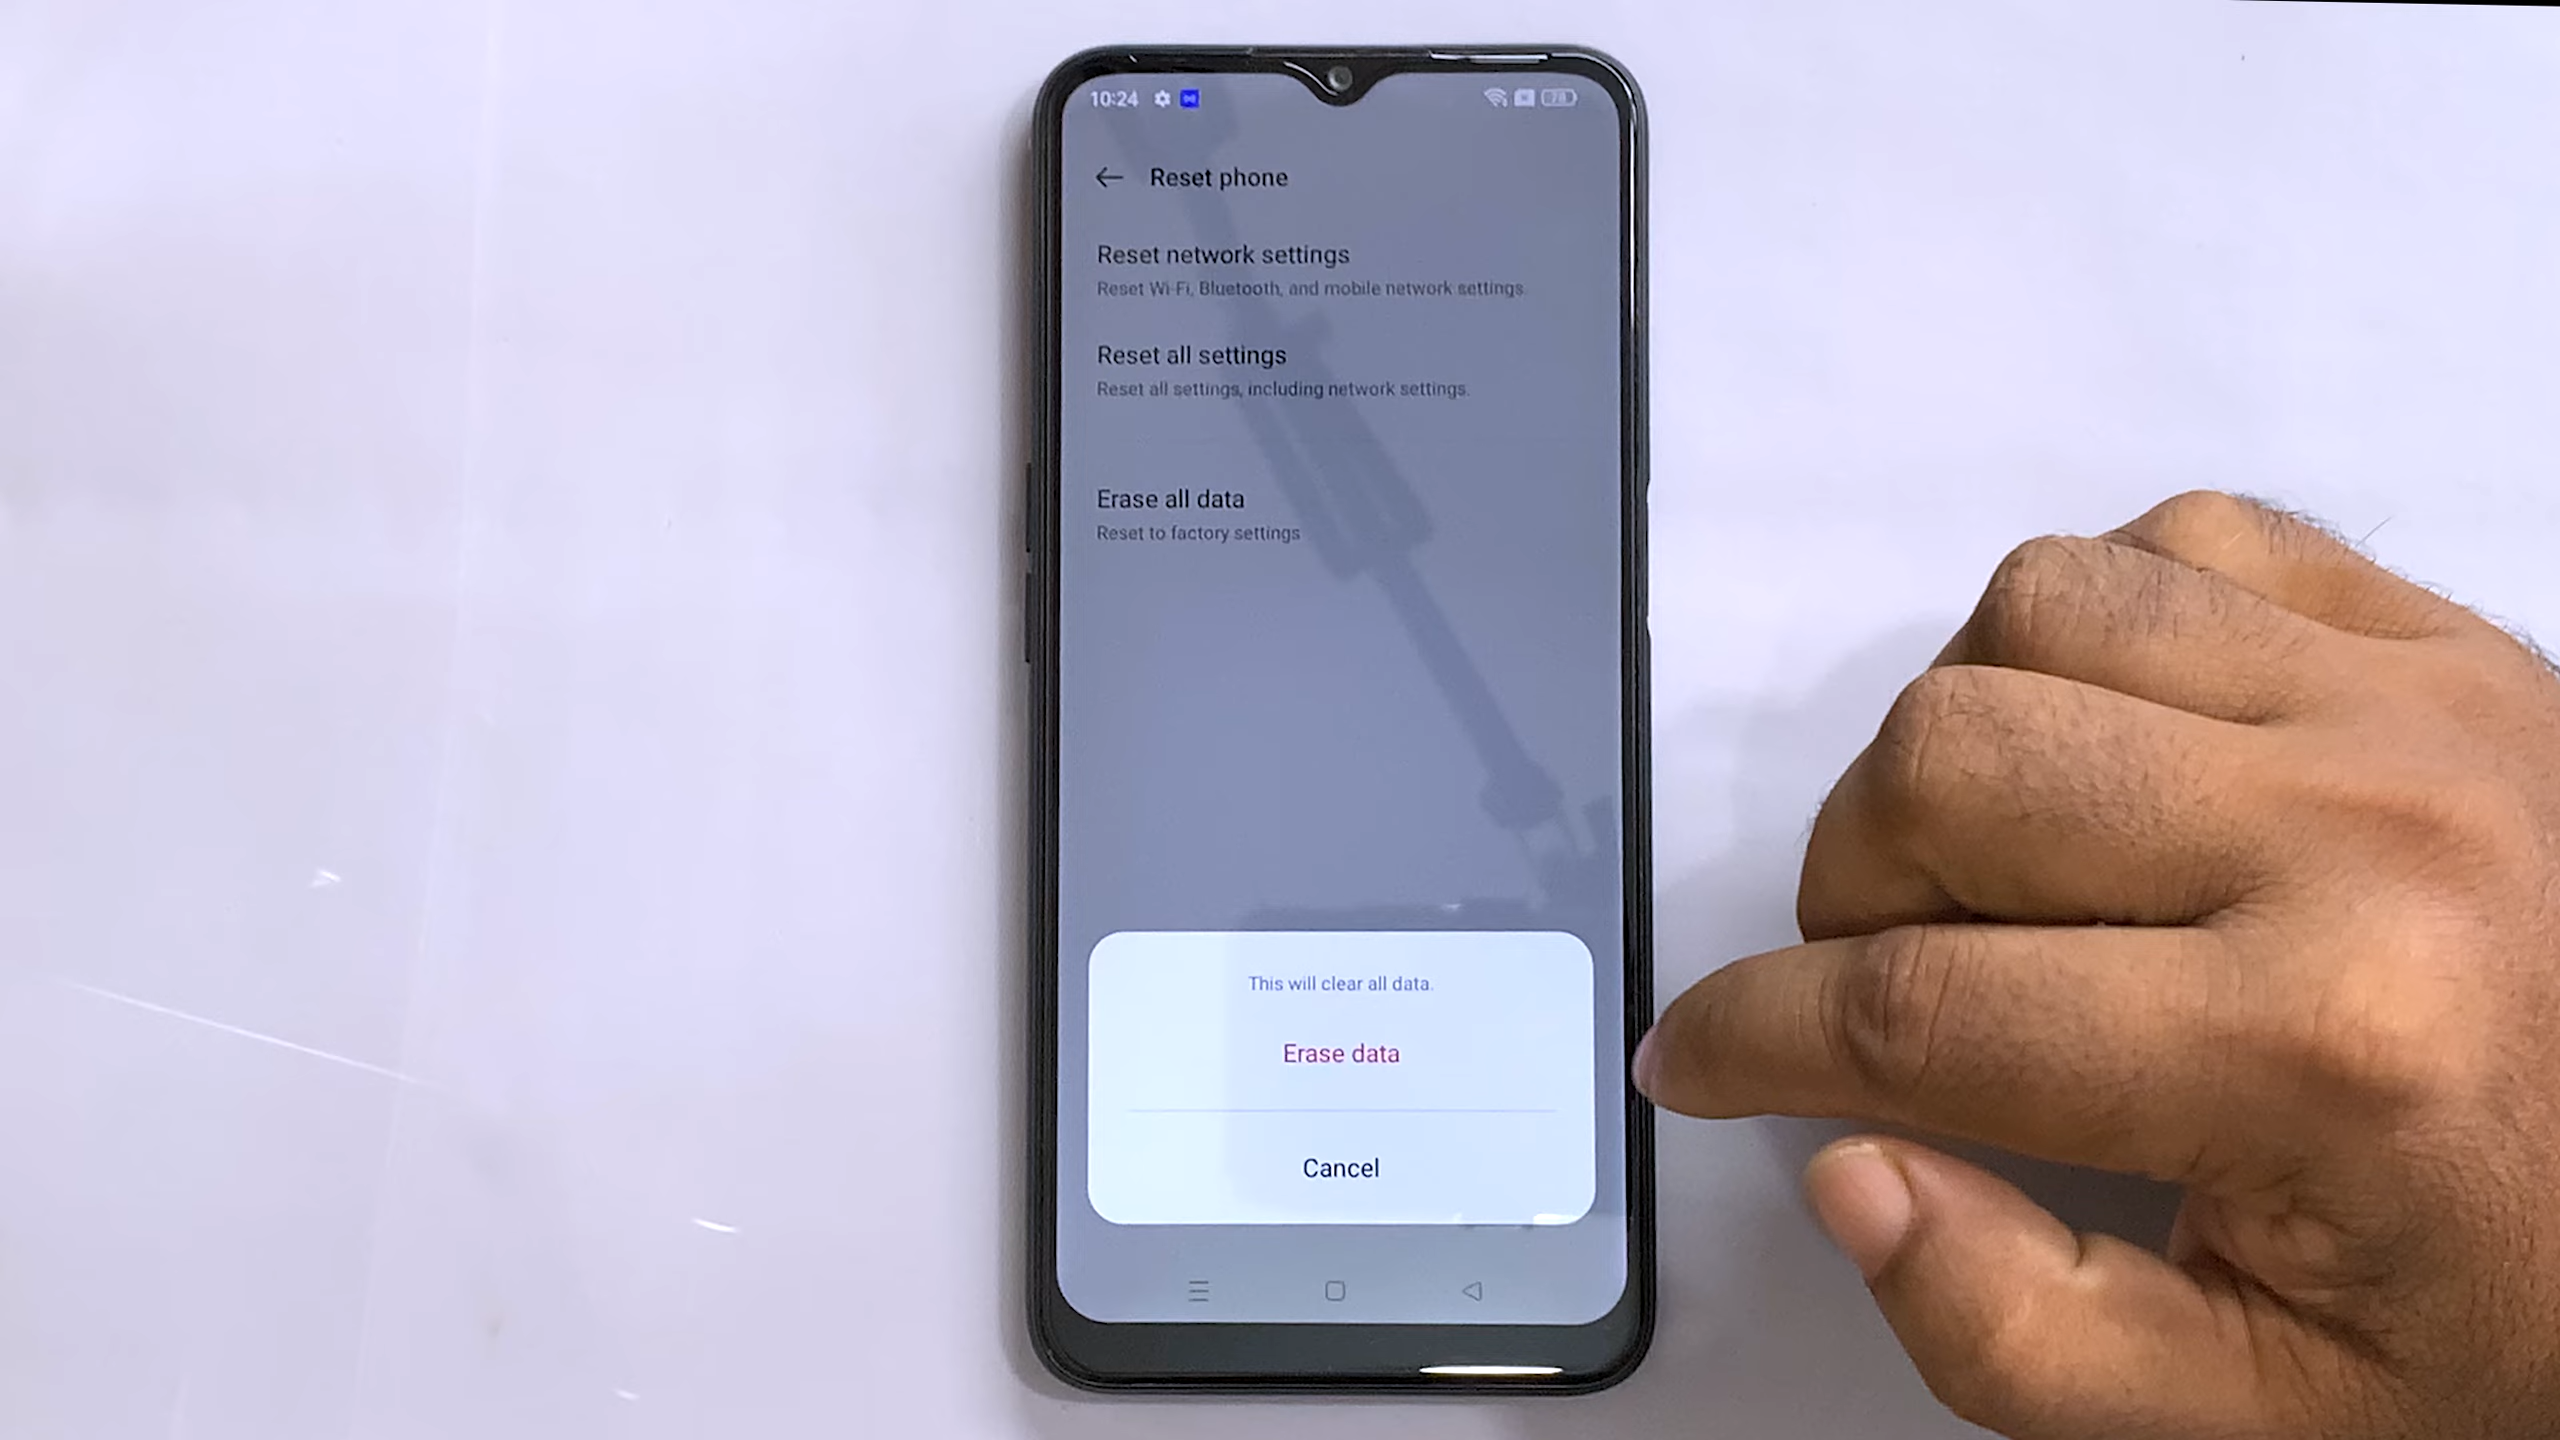 10:24
Reset phone
Reset network settings
Reset Wi-Fi, Bluetooth, and mobile network settings.
Reset all settings
Reset all settings, including network settings.
Erase all data
Reset to factory settings
This will clear all data.
Erase data
Cancel